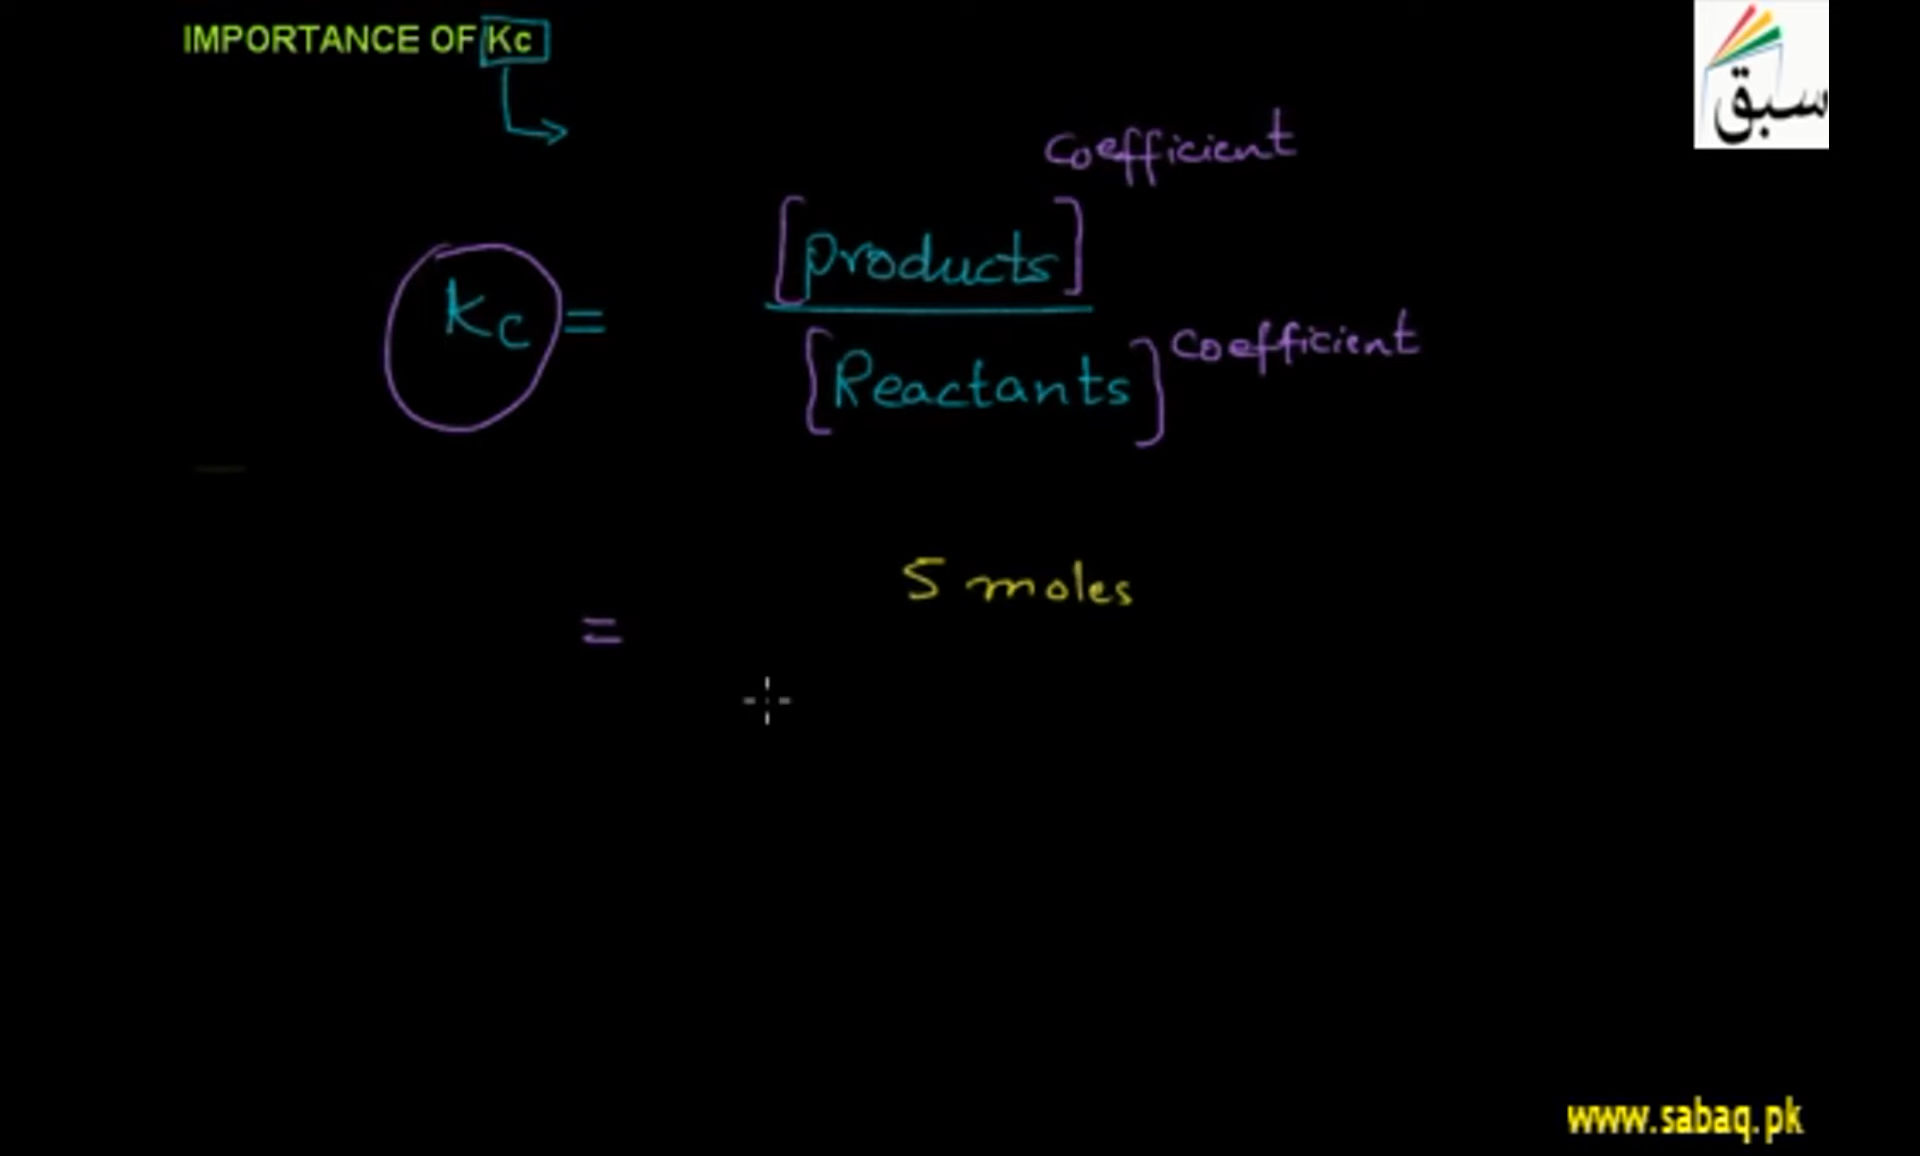 IMPORTANCE OF Kc
سبق
Coefficient
[products]
Kc =
[Reactants] Coefficient
5 moles
=
www.sabaq.pk